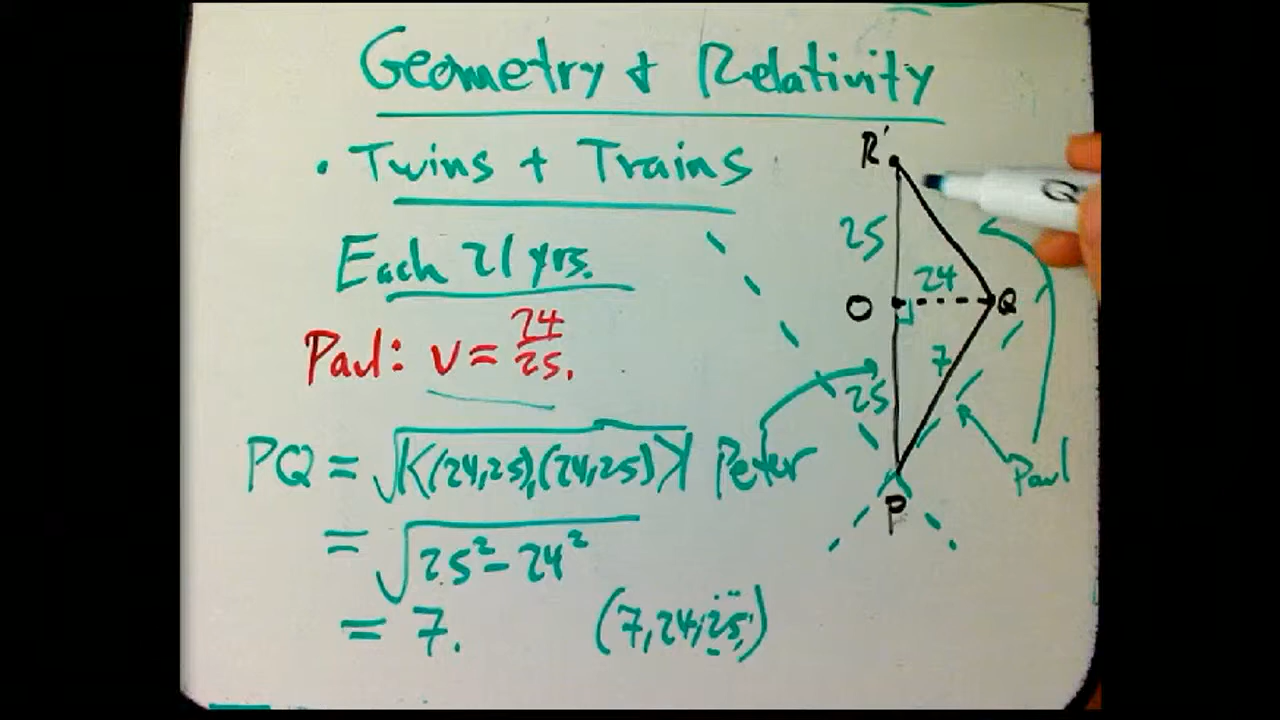 Geometry + Relativity
• Twins + Trains
Each 21 yrs.
Paul: v = 24/25.
PQ = √|<(24,25),(24,25)>|
= √25² - 24²
= 7.
(7,24,25)
R'
25
24
O
Q
7
25
Peter
Paul
P